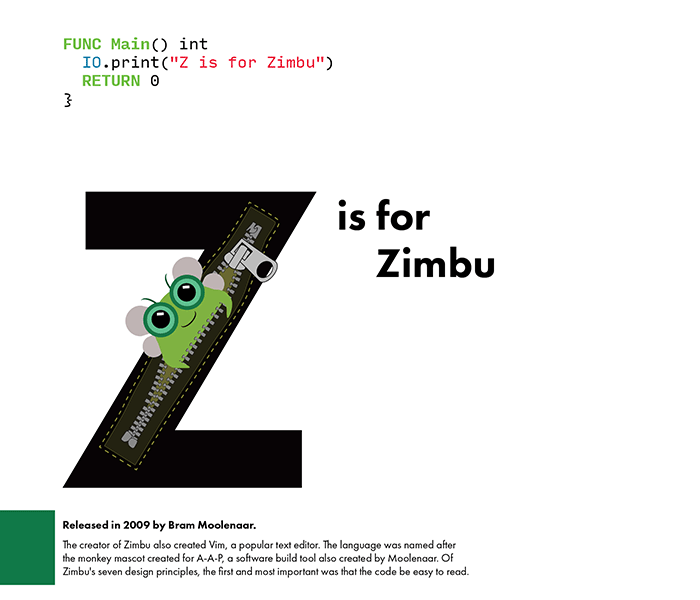 FUNC Main() int
  IO.print("Z is for Zimbu")
  RETURN 0
}
Z is for
Zimbu
Released in 2009 by Bram Moolenaar.
The creator of Zimbu also created Vim, a popular text editor. The language was named after
the monkey mascot created for A-A-P, a software build tool also created by Moolenaar. Of
Zimbu's seven design principles, the first and most important was that the code be easy to read.